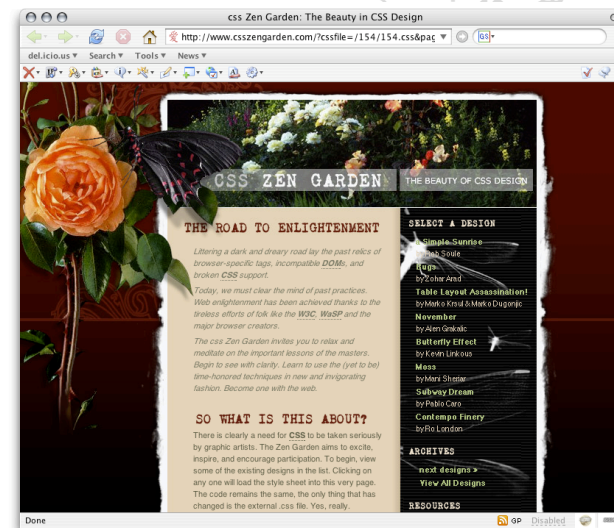 css Zen Garden: The Beauty in CSS Design
http://www.csszengarden.com/?cssfile=/154/154.css&pag
GS
del.icio.us Search Tools News
CSS ZEN GARDEN
THE BEAUTY OF CSS DESIGN
THE ROAD TO ENLIGHTENMENT
Littering a dark and dreary road lay the past relics of
browser-specific tags, incompatible DOMs, and
broken CSS support.
Today, we must clear the mind of past practices.
Web enlightenment has been achieved thanks to the
tireless efforts of folk like the W3C, WaSP and the
major browser creators.
The css Zen Garden invites you to relax and
meditate on the important lessons of the masters.
Begin to see with clarity. Learn to use the (yet to be)
time-honored techniques in new and invigorating
fashion. Become one with the web.
SO WHAT IS THIS ABOUT?
There is clearly a need for CSS to be taken seriously
by graphic artists. The Zen Garden aims to excite,
inspire, and encourage participation. To begin, view
some of the existing designs in the list. Clicking on
any one will load the style sheet into this very page.
The code remains the same, the only thing that has
changed is the external .css file. Yes, really.
SELECT A DESIGN
A Simple Sunrise
by Rob Soule
Bugs
by Zohar Arad
Table Layout Assassination!
by Marko Krsul & Marko Dugonjic
November
by Alen Grakalic
Butterfly Effect
by Kevin Linkous
Moss
by Mani Sheriar
Subway Dream
by Pablo Caro
Contempo Finery
by Ro London
ARCHIVES
next designs »
View All Designs
RESOURCES
Done
GP Disabled